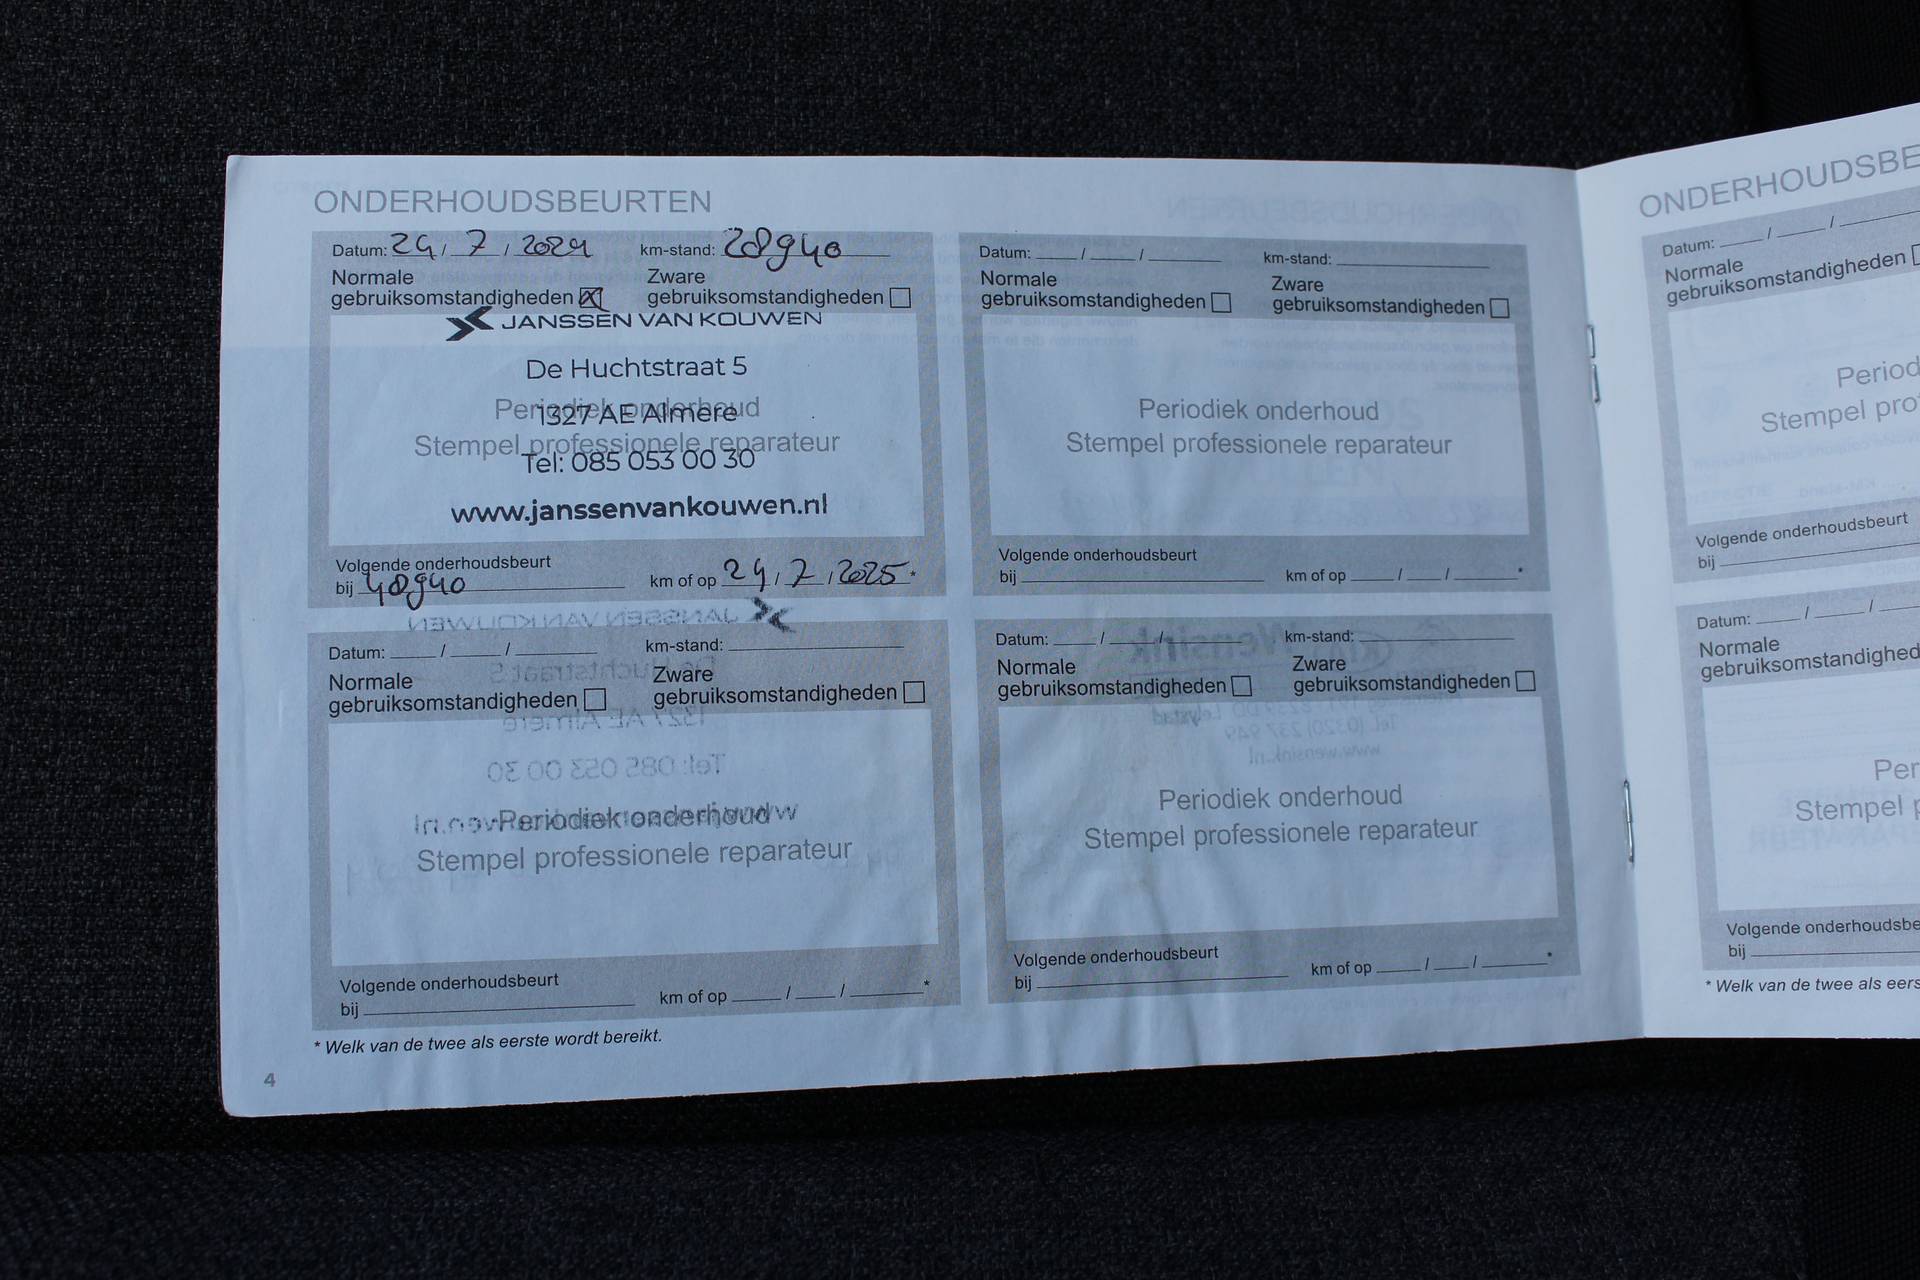 ONDERHOUDSBEURTEN
Datum: 24 / 7 / 2024 km-stand: 28940
Normale gebruiksomstandigheden ☒ Zware gebruiksomstandigheden ☐
JANSSEN VAN KOUWEN
De Huchtstraat 5
Periodiek onderhoud
1327 AE Almere
Stempel professionele reparateur
Tel: 085 053 00 30
www.janssenvankouwen.nl
Volgende onderhoudsbeurt
bij 48940 km of op 24 / 7 / 2025 *
Datum: / / km-stand:
Normale gebruiksomstandigheden ☐ Zware gebruiksomstandigheden ☐
Periodiek onderhoud
Stempel professionele reparateur
Volgende onderhoudsbeurt
bij km of op / / *
Datum: / / km-stand:
Normale gebruiksomstandigheden ☐ Zware gebruiksomstandigheden ☐
Periodiek onderhoud
Stempel professionele reparateur
Volgende onderhoudsbeurt
bij km of op / / *
Datum: / / km-stand:
Normale gebruiksomstandigheden ☐ Zware gebruiksomstandigheden ☐
Periodiek onderhoud
Stempel professionele reparateur
Volgende onderhoudsbeurt
bij km of op / / *
* Welk van de twee als eerste wordt bereikt.
4
ONDERHOUDSBE
Datum: / /
Normale
gebruiksomstandigheden
Period
Stempel pro
Volgende onderhoudsbeurt
bij
Datum: / /
Normale
gebruiksomstandighed
Per
Stempel p
Volgende onderhoudsbe
bij
* Welk van de twee als eers